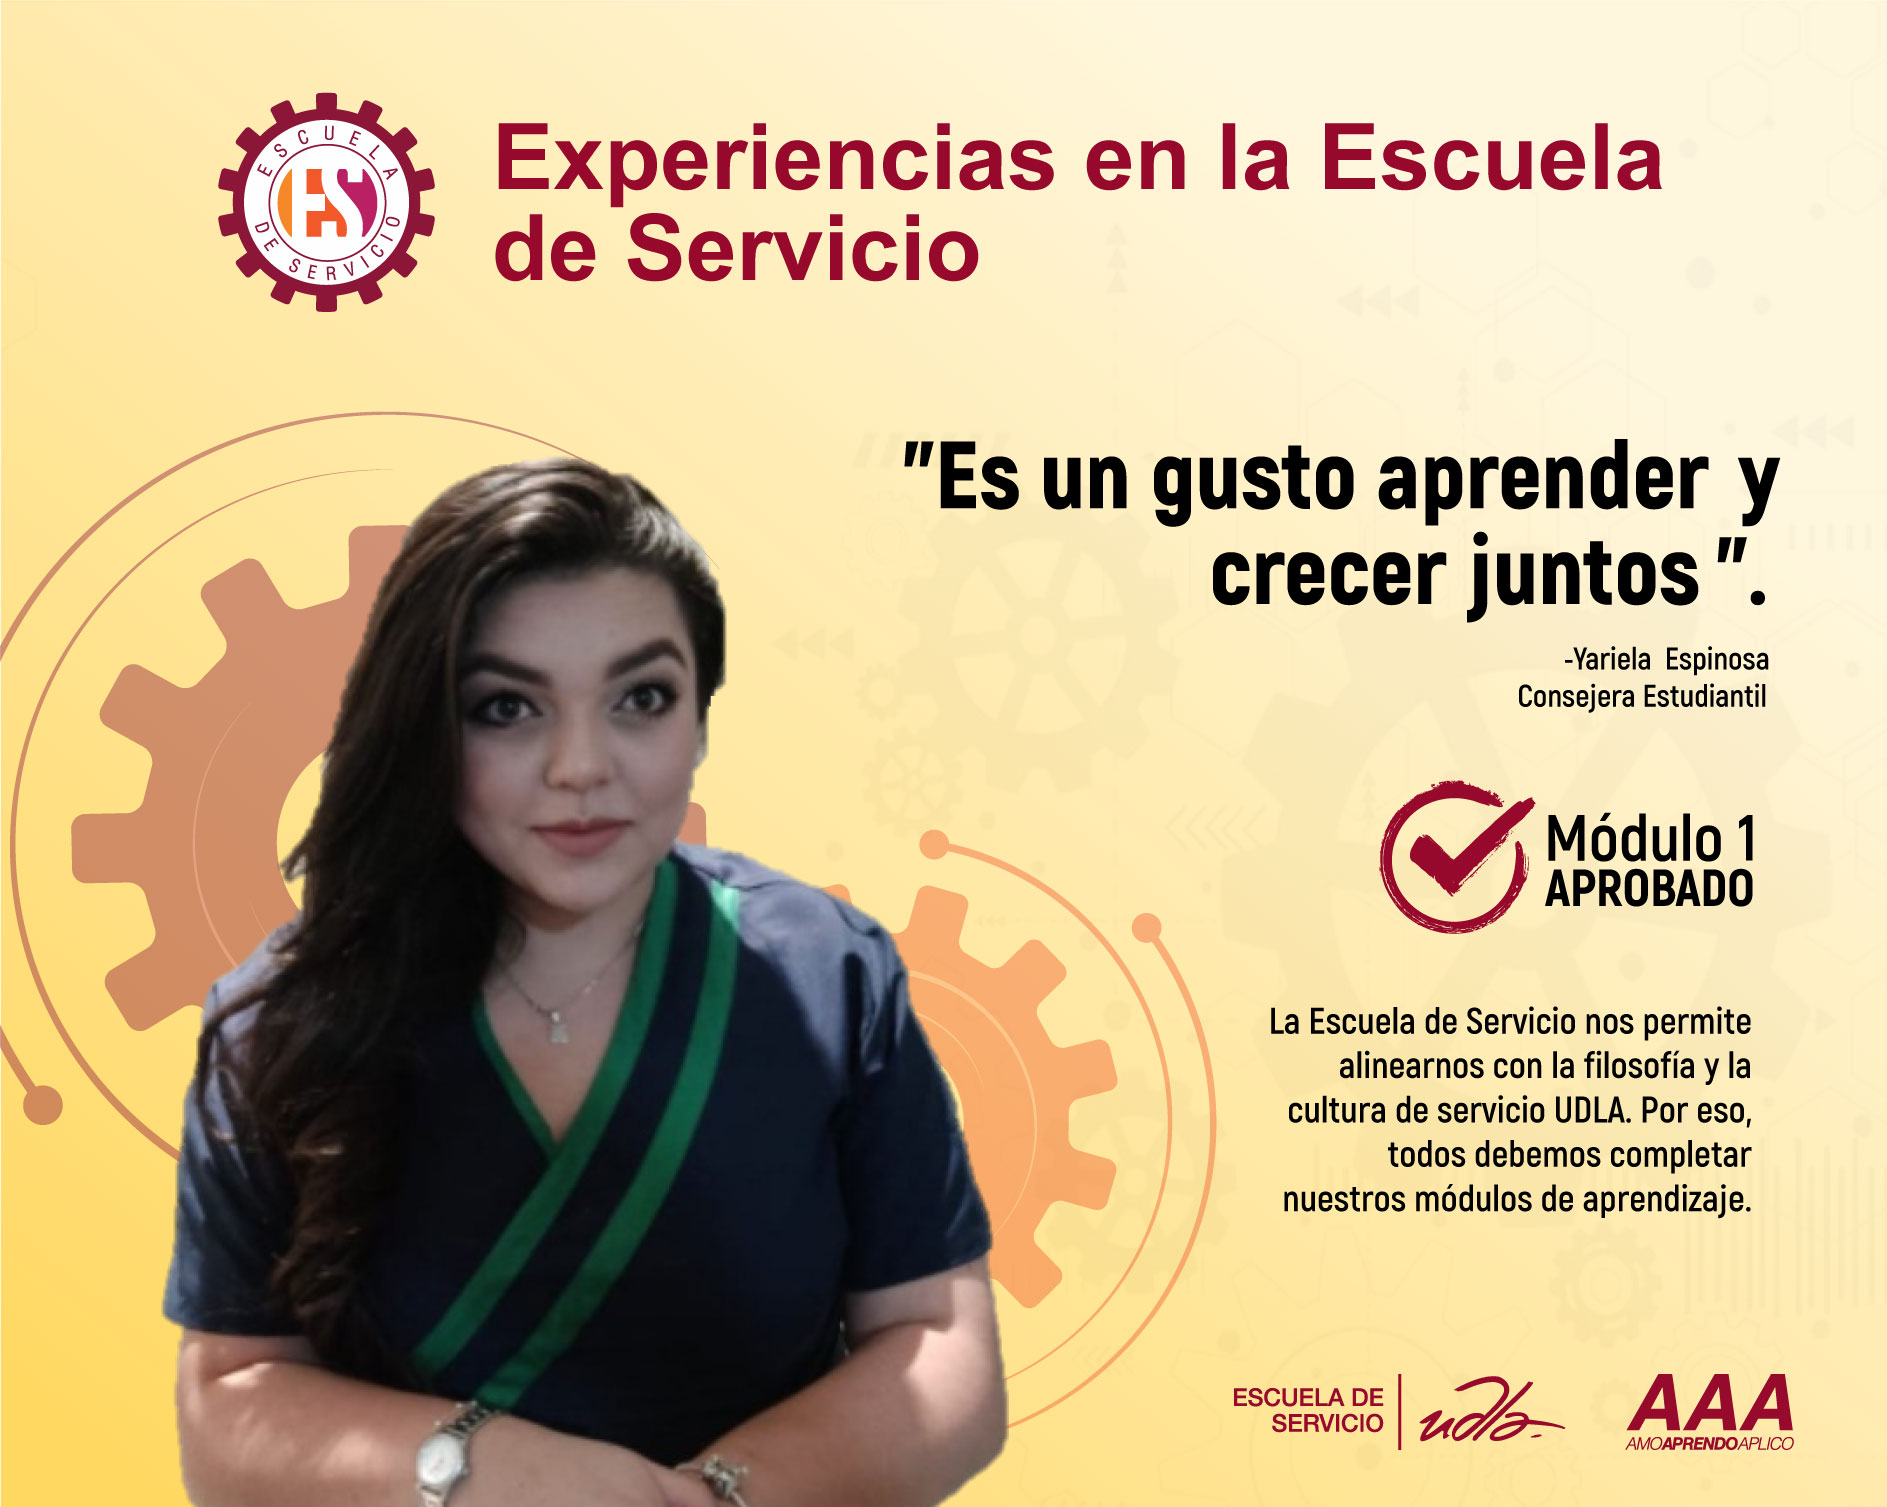 ESCUELA
DE SERVICIO
ES
Experiencias en la Escuela
de Servicio
"Es un gusto aprender y
crecer juntos".
-Yariela Espinosa
Consejera Estudiantil
Módulo 1
APROBADO
La Escuela de Servicio nos permite
alinearnos con la filosofía y la
cultura de servicio UDLA. Por eso,
todos debemos completar
nuestros módulos de aprendizaje.
ESCUELA DE
SERVICIO
udla.
AAA
AMOAPRENDOAPLICO